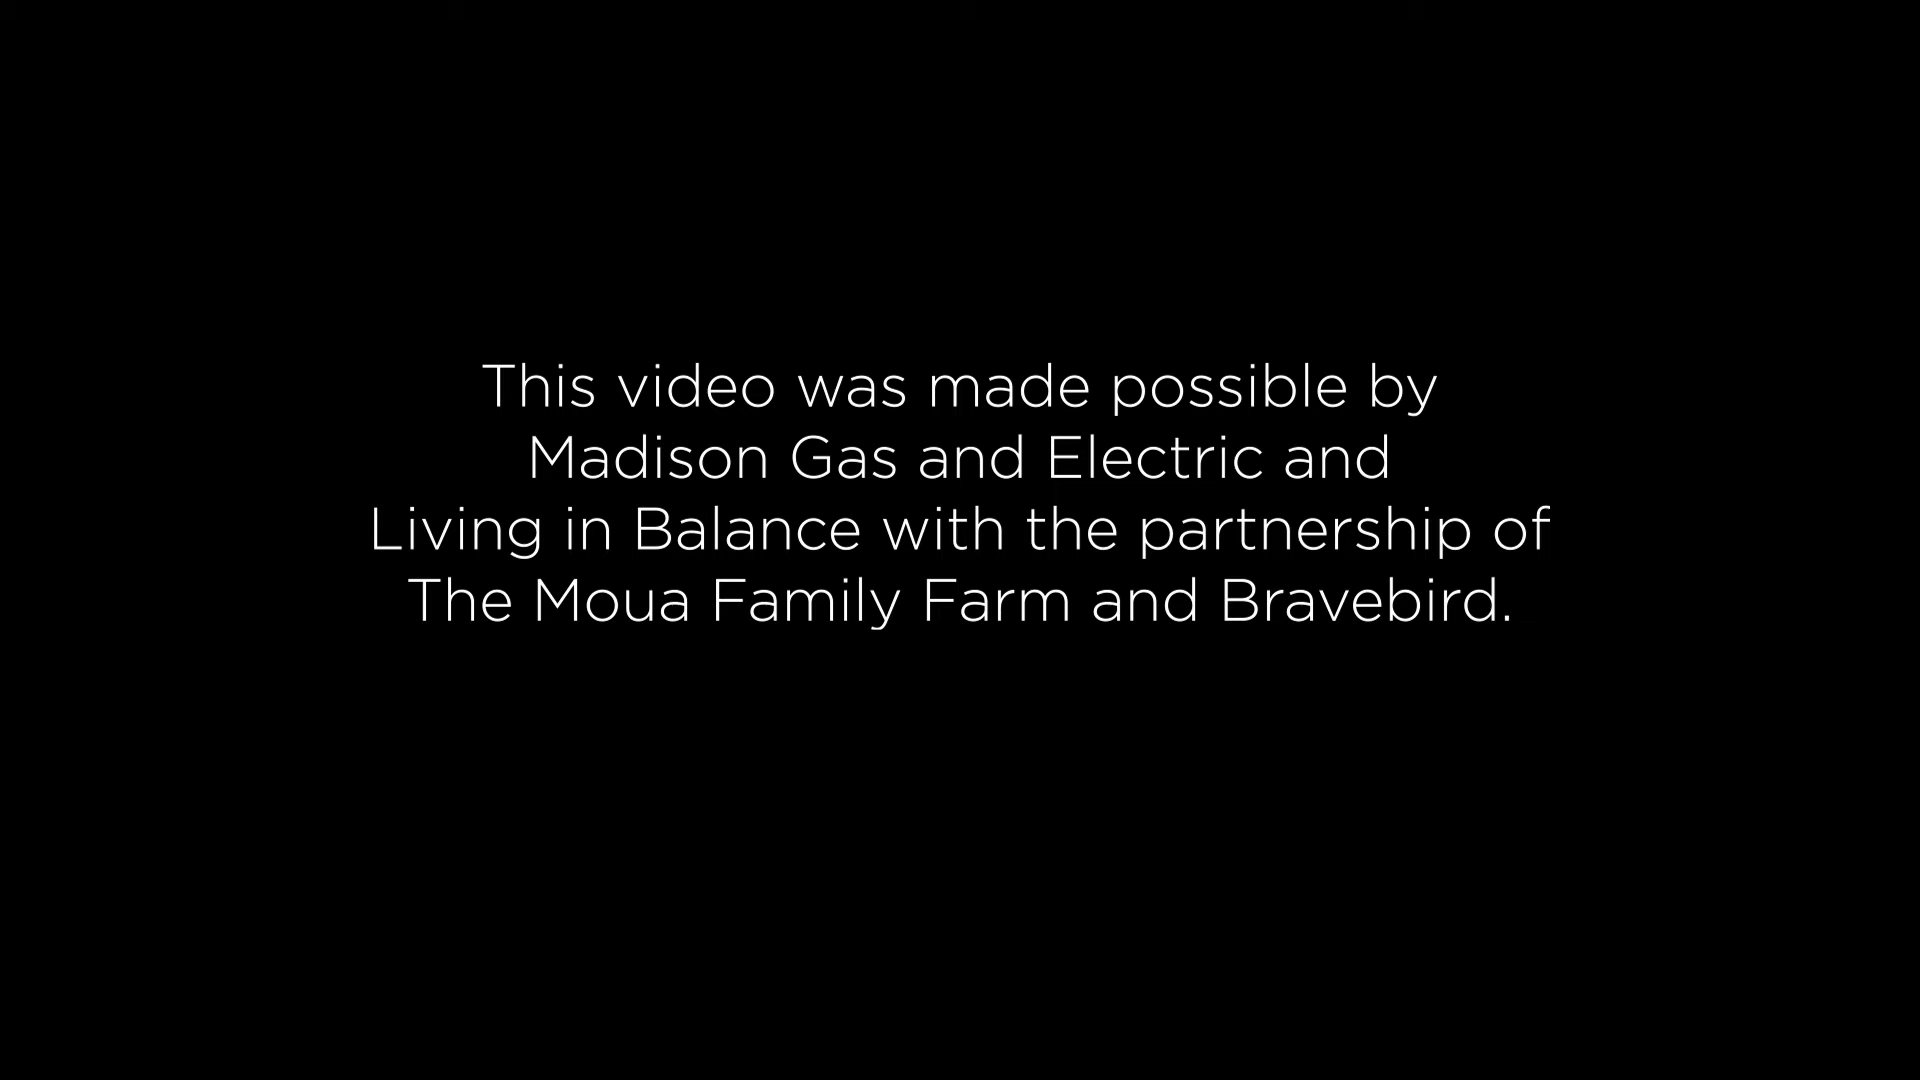 This video was made possible by
Madison Gas and Electric and
Living in Balance with the partnership of
The Moua Family Farm and Bravebird.